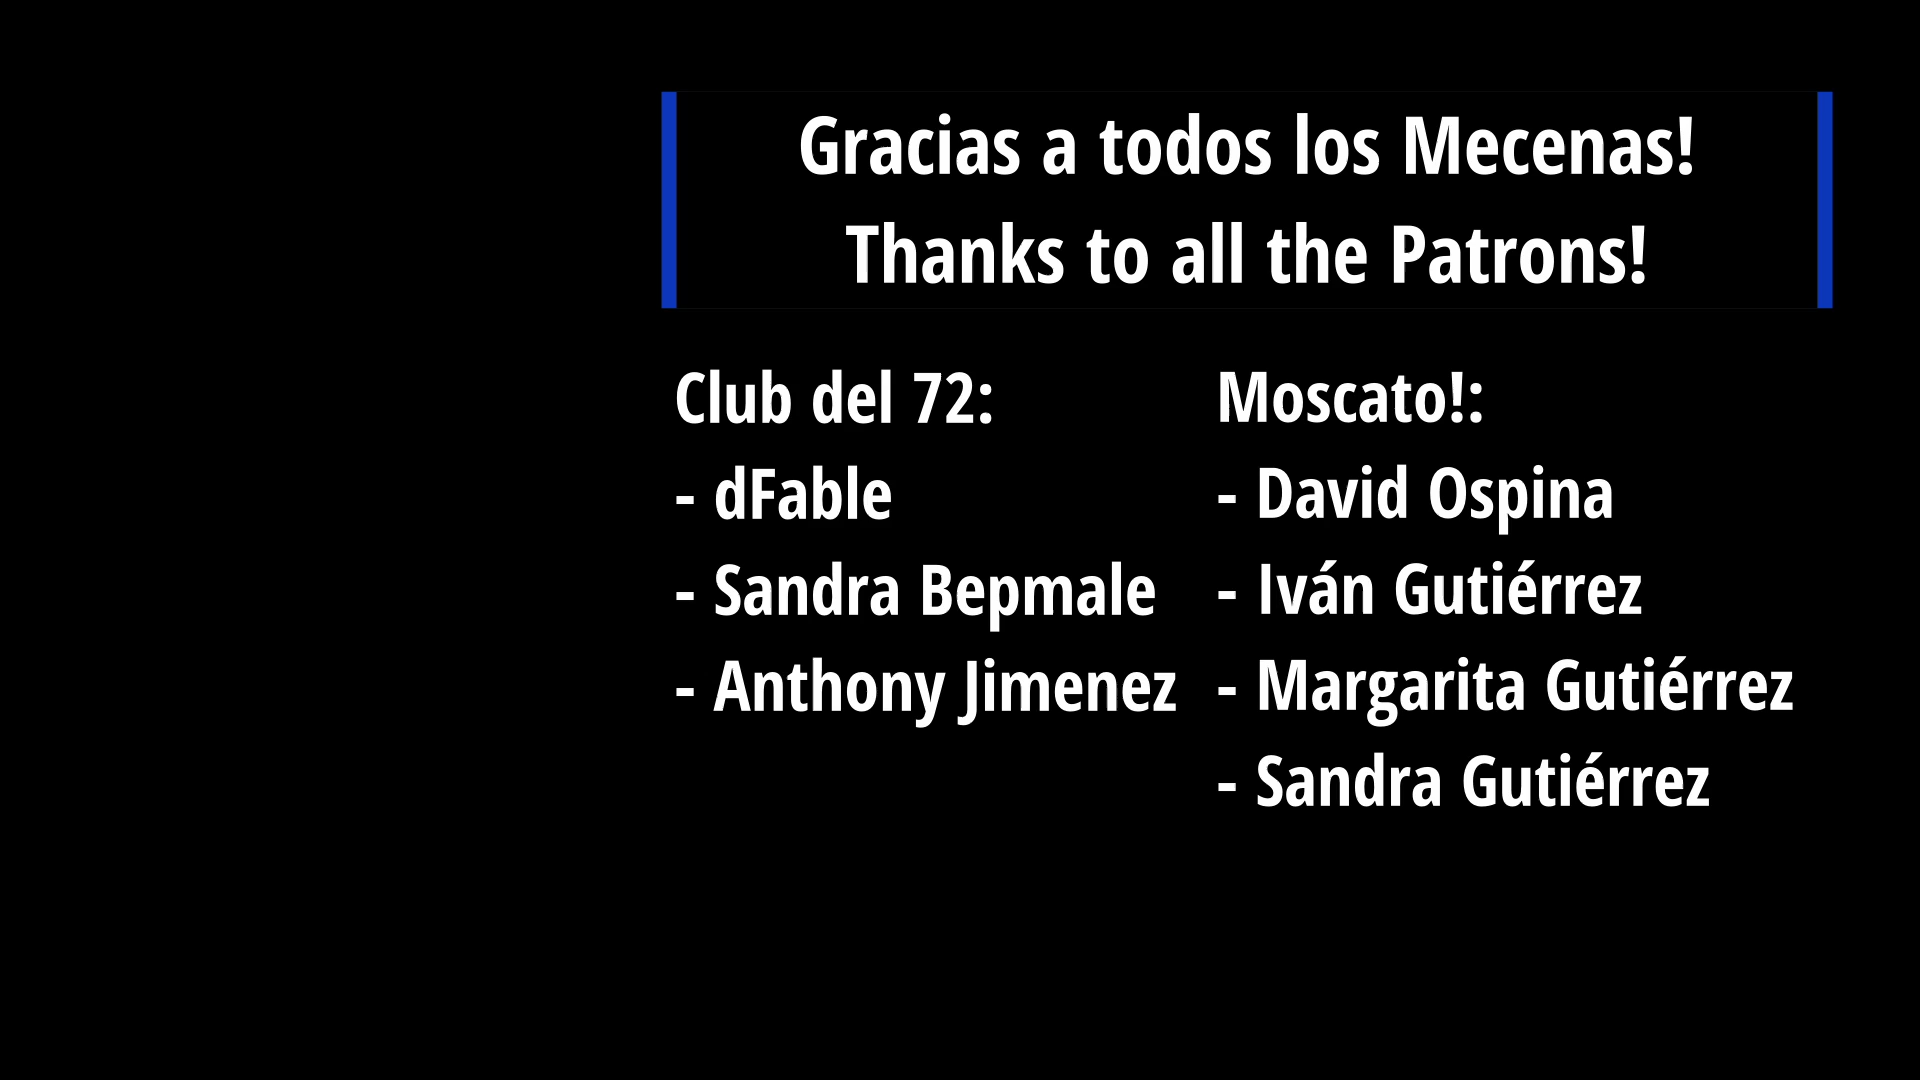 Gracias a todos los Mecenas!
Thanks to all the Patrons!
Club del 72:
- dFable
- Sandra Bepmale
- Anthony Jimenez
Moscato!:
- David Ospina
- Iván Gutiérrez
- Margarita Gutiérrez
- Sandra Gutiérrez